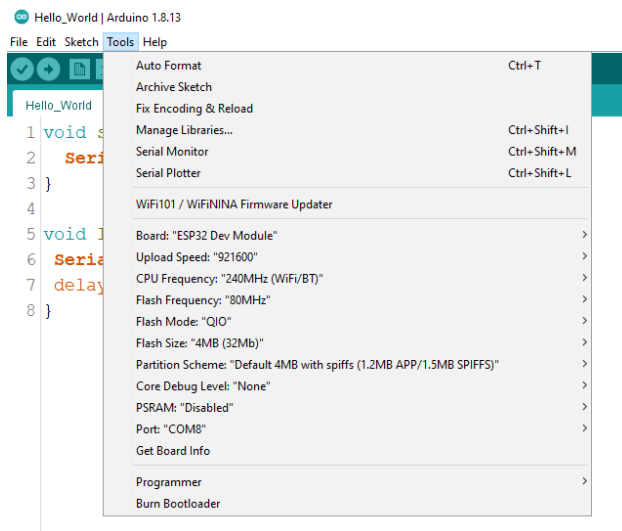 Hello_World | Arduino 1.8.13
File Edit Sketch Tools Help
Auto Format Ctrl+T
Archive Sketch
Fix Encoding & Reload
Manage Libraries... Ctrl+Shift+I
Serial Monitor Ctrl+Shift+M
Serial Plotter Ctrl+Shift+L
WiFi101 / WiFiNINA Firmware Updater
Board: "ESP32 Dev Module"
Upload Speed: "921600"
CPU Frequency: "240MHz (WiFi/BT)"
Flash Frequency: "80MHz"
Flash Mode: "QIO"
Flash Size: "4MB (32Mb)"
Partition Scheme: "Default 4MB with spiffs (1.2MB APP/1.5MB SPIFFS)"
Core Debug Level: "None"
PSRAM: "Disabled"
Port: "COM8"
Get Board Info
Programmer
Burn Bootloader
Hello_World
1 void s
2 Seri
3 }
4
5 void l
6 Seria
7 delay
8 }